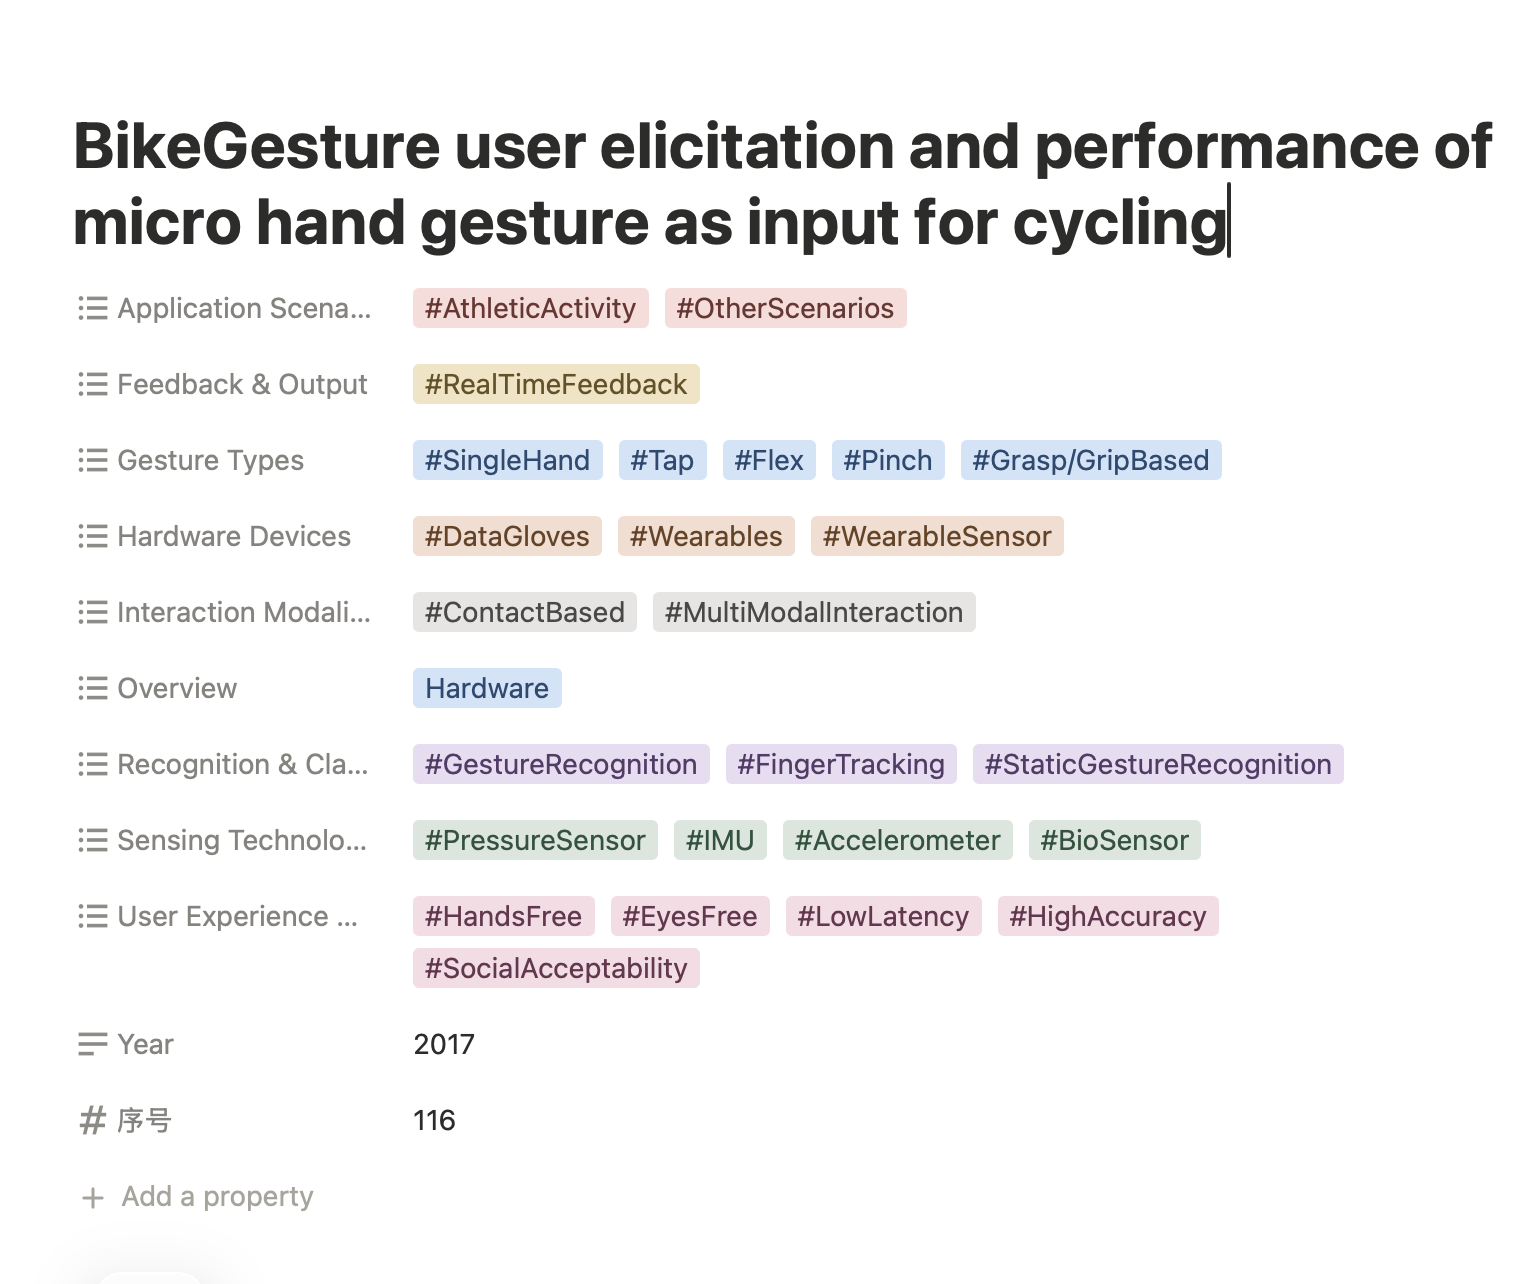 BikeGesture user elicitation and performance of
micro hand gesture as input for cycling
Application Scena... #AthleticActivity #OtherScenarios
Feedback & Output #RealTimeFeedback
Gesture Types #SingleHand #Tap #Flex #Pinch #Grasp/GripBased
Hardware Devices #DataGloves #Wearables #WearableSensor
Interaction Modali... #ContactBased #MultiModalInteraction
Overview Hardware
Recognition & Cla... #GestureRecognition #FingerTracking #StaticGestureRecognition
Sensing Technolo... #PressureSensor #IMU #Accelerometer #BioSensor
User Experience ... #HandsFree #EyesFree #LowLatency #HighAccuracy
#SocialAcceptability
Year 2017
# 序号 116
+ Add a property